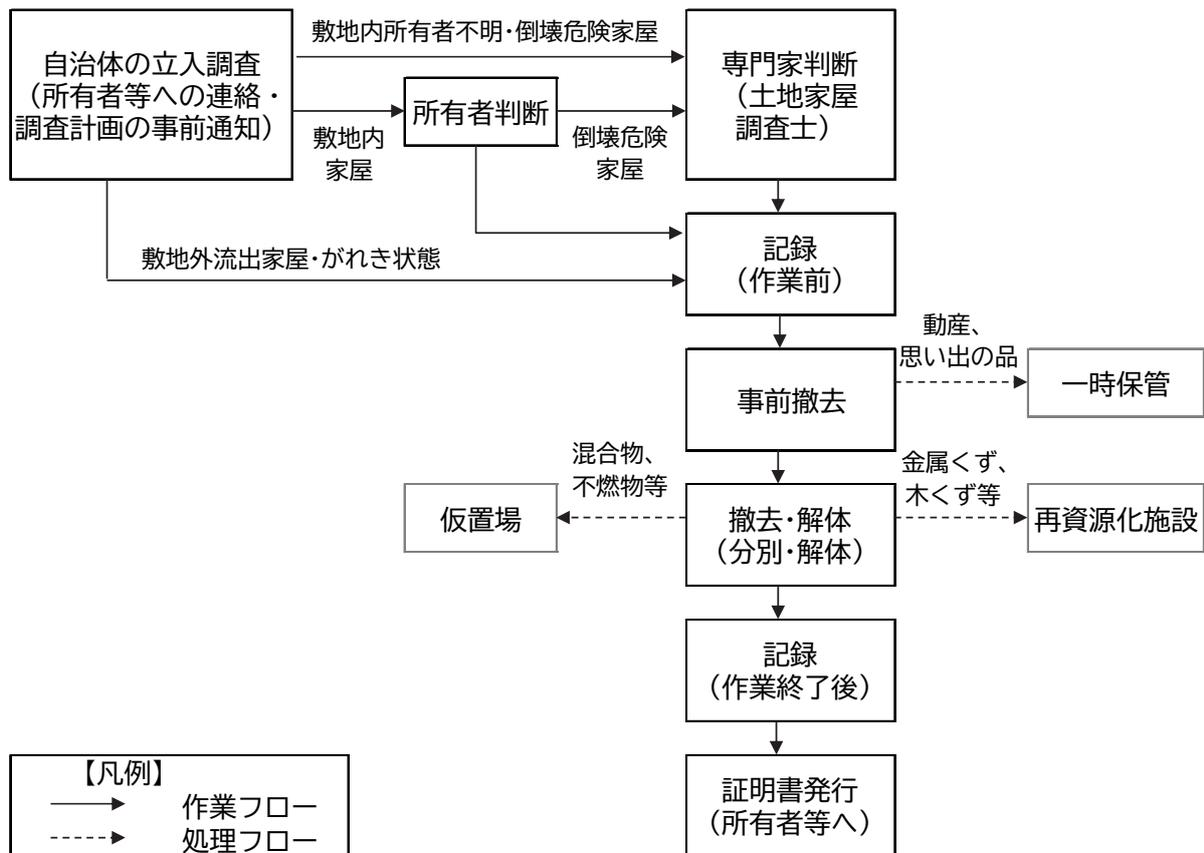 敷地内所有者不明・倒壊危険家屋
自治体の立入調査
（所有者等への連絡・
調査計画の事前通知）
敷地内
家屋
所有者判断
倒壊危険
家屋
専門家判断
（土地家屋
調査士）
敷地外流出家屋・がれき状態
記録
（作業前）
事前撤去
動産、
思い出の品
一時保管
混合物、
不燃物等
仮置場
撤去・解体
（分別・解体）
金属くず、
木くず等
再資源化施設
記録
（作業終了後）
証明書発行
（所有者等へ）
【凡例】
作業フロー
処理フロー